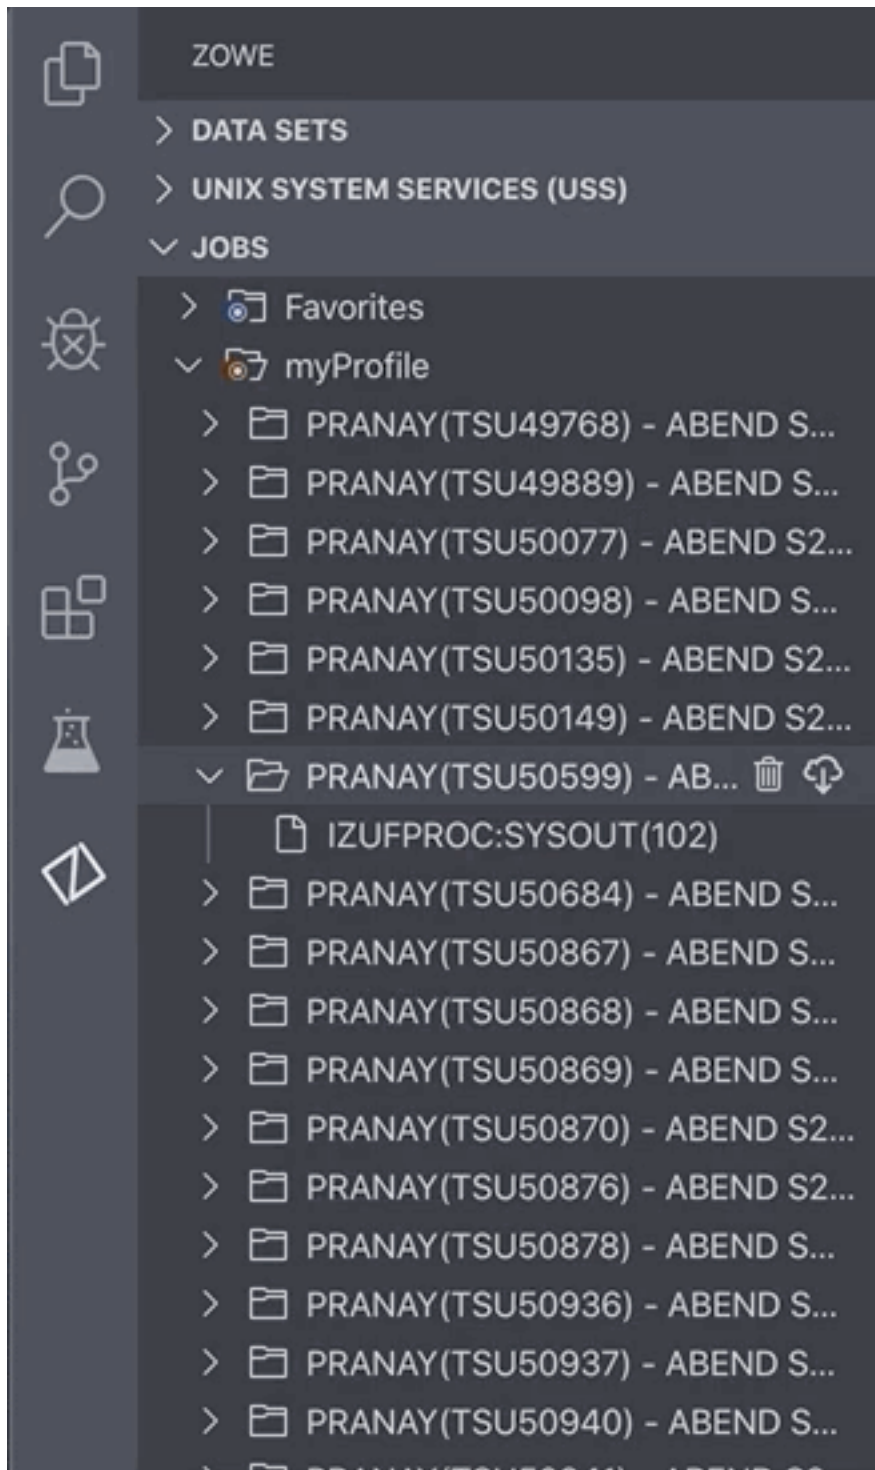 ZOWE
DATA SETS
UNIX SYSTEM SERVICES (USS)
JOBS
Favorites
myProfile
PRANAY(TSU49768) - ABEND S...
PRANAY(TSU49889) - ABEND S...
PRANAY(TSU50077) - ABEND S2...
PRANAY(TSU50098) - ABEND S...
PRANAY(TSU50135) - ABEND S2...
PRANAY(TSU50149) - ABEND S2...
PRANAY(TSU50599) - AB...
IZUFPROC:SYSOUT(102)
PRANAY(TSU50684) - ABEND S...
PRANAY(TSU50867) - ABEND S...
PRANAY(TSU50868) - ABEND S...
PRANAY(TSU50869) - ABEND S...
PRANAY(TSU50870) - ABEND S2...
PRANAY(TSU50876) - ABEND S2...
PRANAY(TSU50878) - ABEND S...
PRANAY(TSU50936) - ABEND S...
PRANAY(TSU50937) - ABEND S...
PRANAY(TSU50940) - ABEND S...